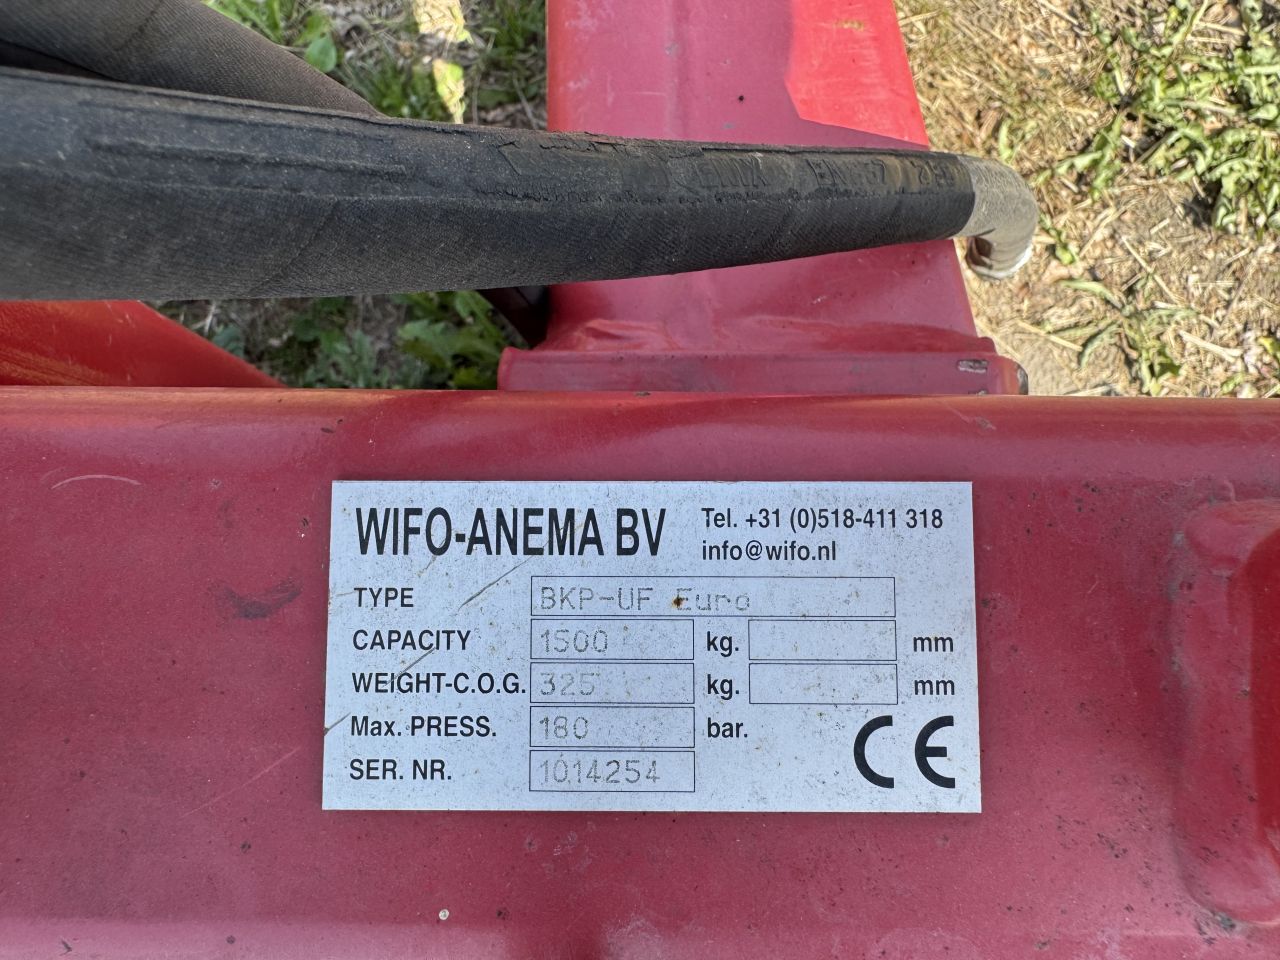 WIFO-ANEMA BV
Tel. +31 (0)518-411 318
info@wifo.nl
TYPE BKP-UF Euro
CAPACITY 1500 kg. mm
WEIGHT-C.O.G. 325 kg. mm
Max. PRESS. 180 bar.
SER. NR. 1014254
CE